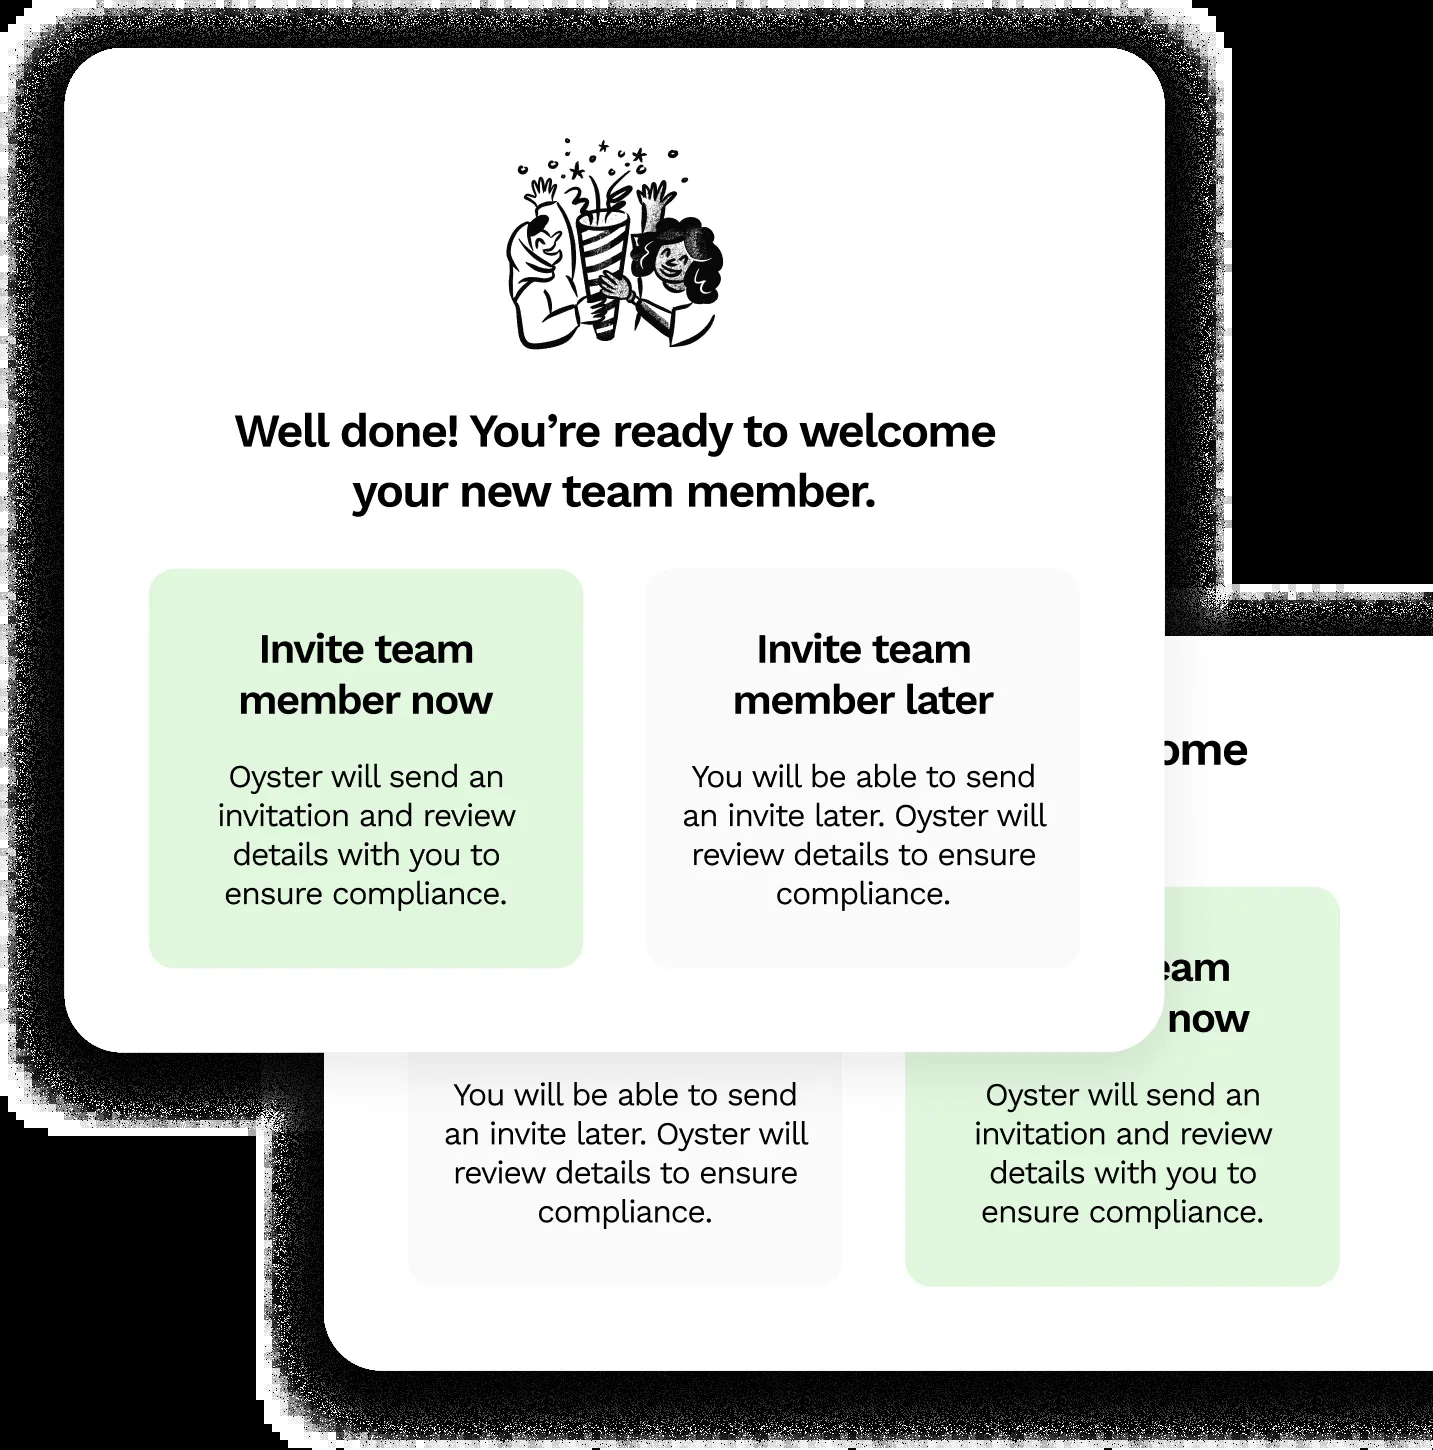 Well done! You’re ready to welcome
your new team member.
Invite team
member now
Oyster will send an
invitation and review
details with you to
ensure compliance.
Invite team
member later
You will be able to send
an invite later. Oyster will
review details to ensure
compliance.
now
You will be able to send
an invite later. Oyster will
review details to ensure
compliance.
Oyster will send an
invitation and review
details with you to
ensure compliance.